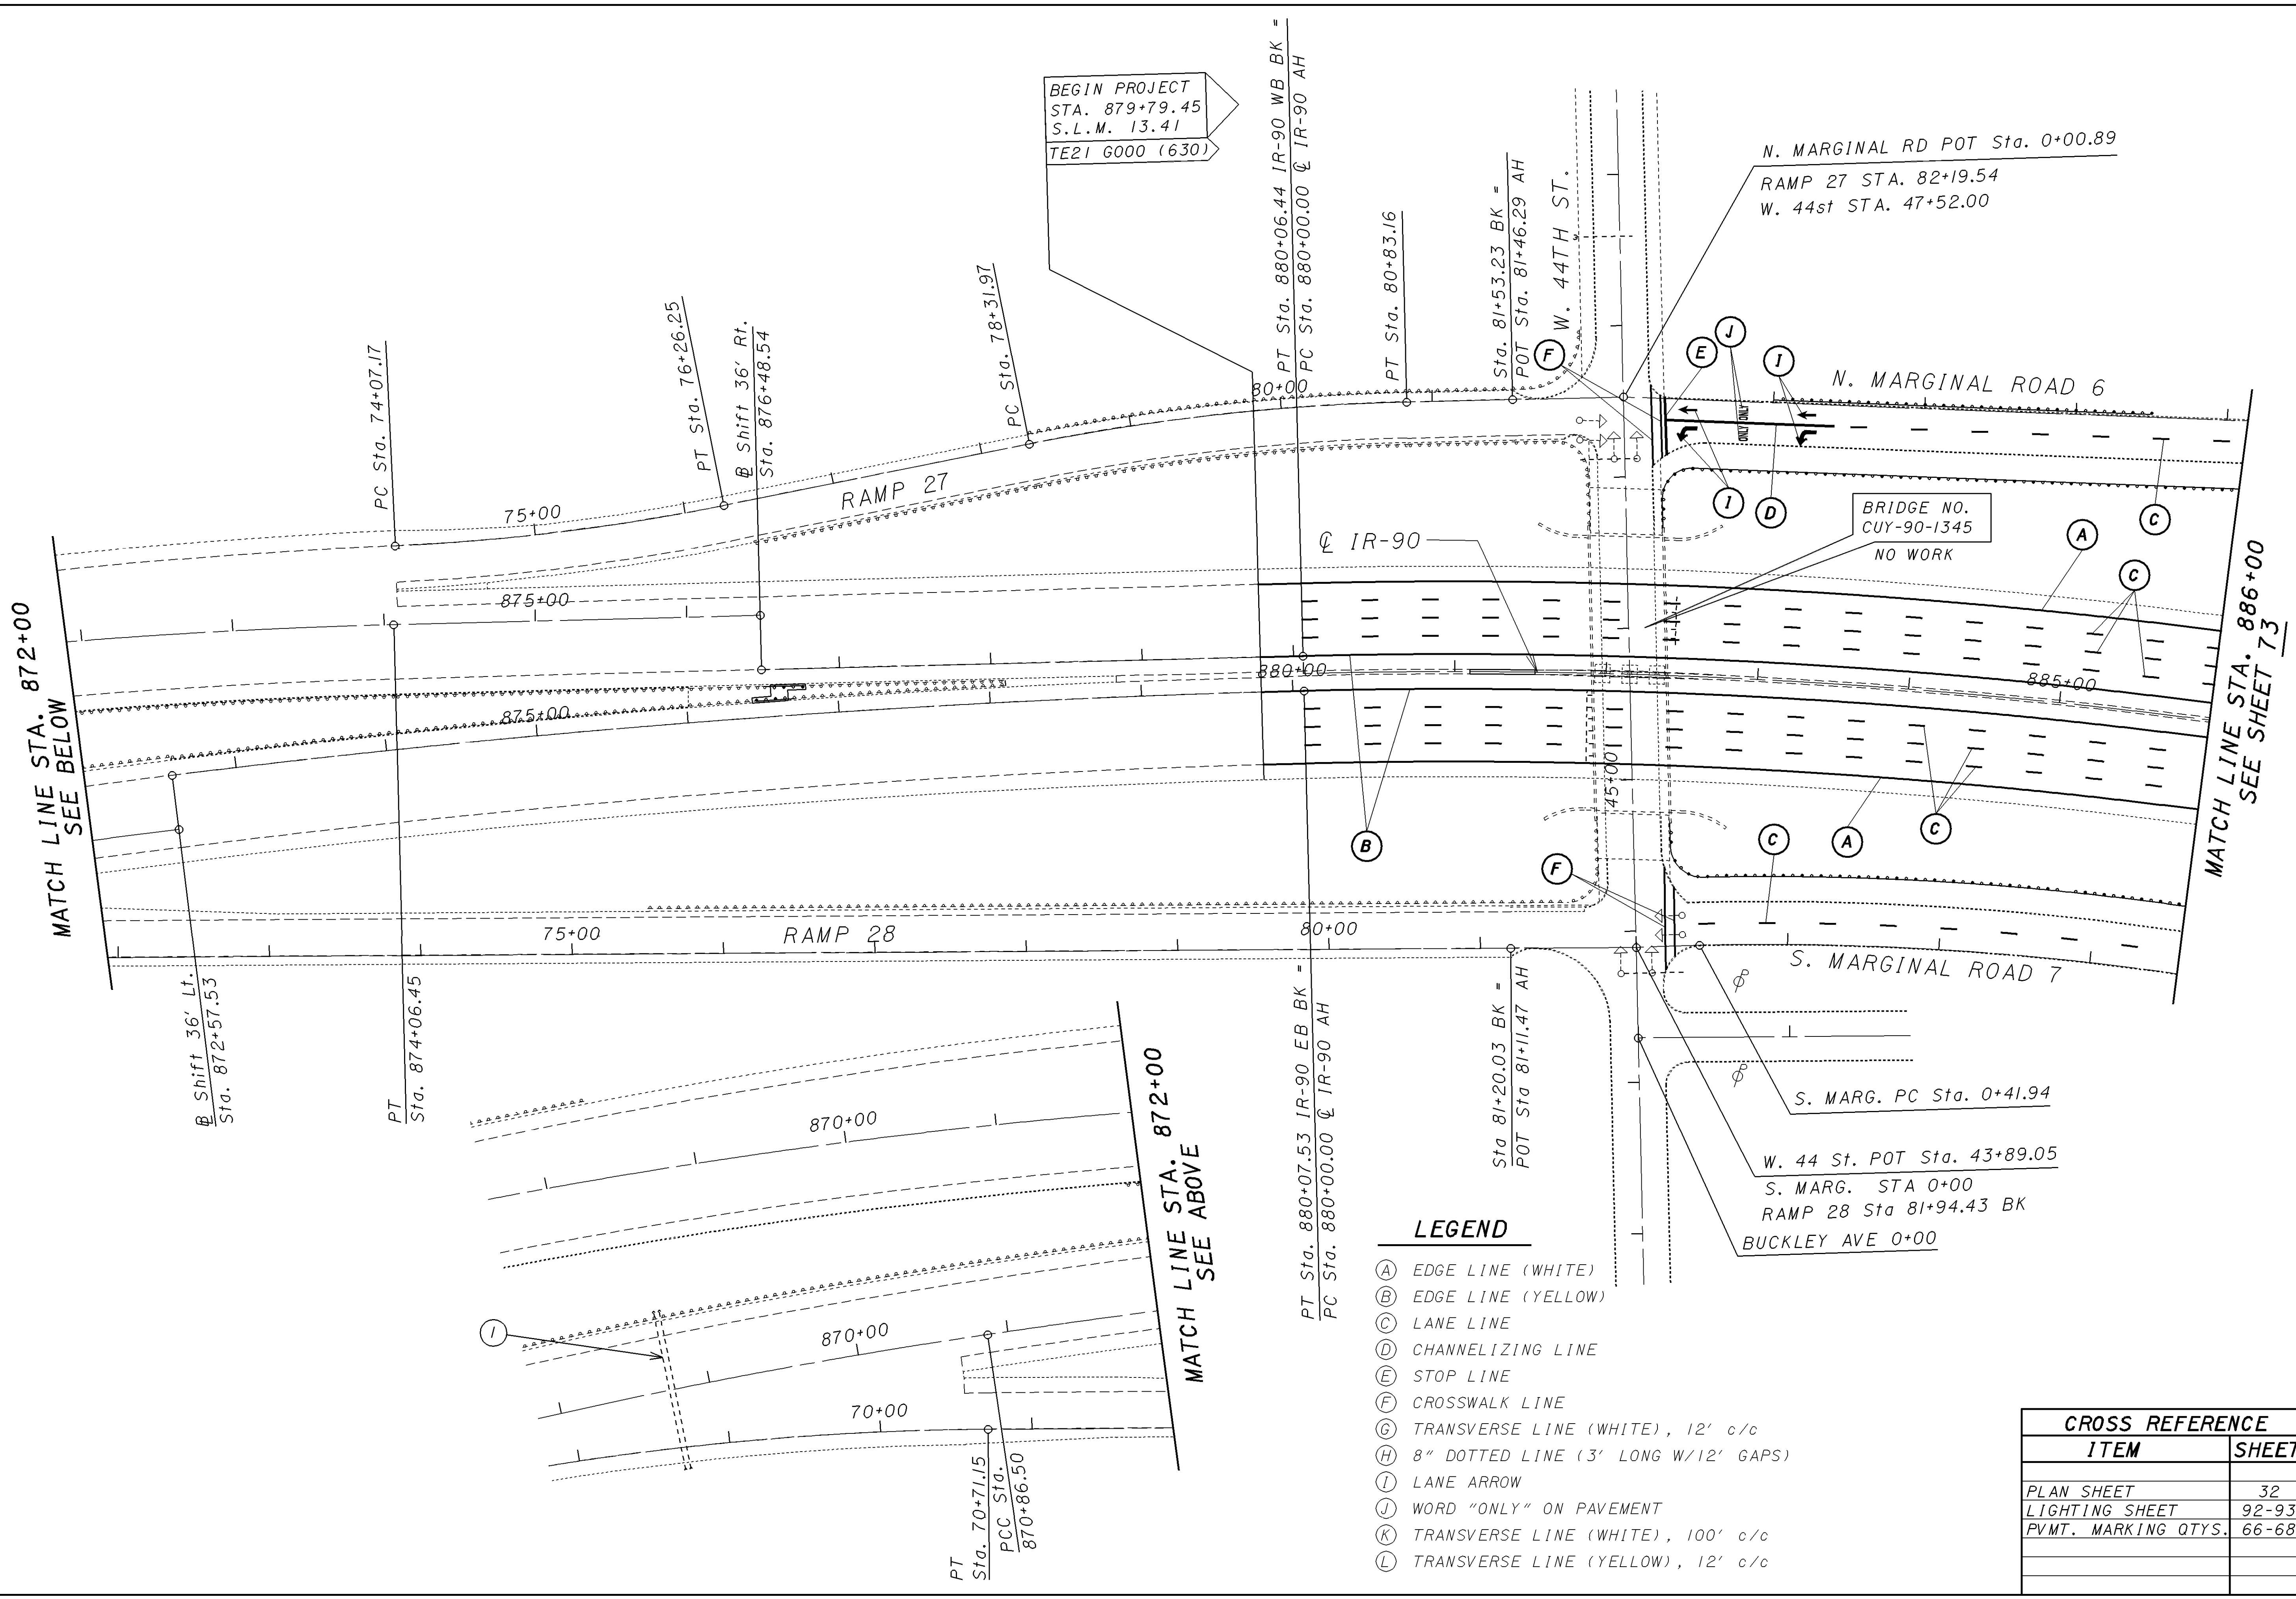 BEGIN PROJECT
STA. 879+79.45
S.L.M. 13.41
TE21 G000 (630)
PT Sta. 880+06.44 IR-90 WB BK =
PC Sta. 880+00.00 ℄ IR-90 AH
PT Sta. 80+83.16
Sta. 81+53.23 BK =
POT Sta. 81+46.29 AH
W. 44TH ST.
N. MARGINAL RD POT Sta. 0+00.89
RAMP 27 STA. 82+19.54
W. 44st STA. 47+52.00
PC Sta. 74+07.17
PT Sta. 76+26.25
Shift 36' Rt.
Sta. 876+48.54
PC Sta. 78+31.97
80+00
F
E
J
I
N. MARGINAL ROAD 6
ONLY ONLY
75+00
RAMP 27
I
D
C
BRIDGE NO.
CUY-90-1345
NO WORK
℄ IR-90
A
C
875+00
880+00
885+00
875+00
MATCH LINE STA. 872+00
SEE BELOW
MATCH LINE STA. 886+00
SEE SHEET 73
45+00
B
C
A
C
F
75+00
RAMP 28
80+00
S. MARGINAL ROAD 7
Shift 36' Lt.
Sta. 872+57.53
PT
Sta. 874+06.45
PT Sta. 880+07.53 IR-90 EB BK =
PC Sta. 880+00.00 ℄ IR-90 AH
Sta 81+20.03 BK =
POT Sta 81+11.47 AH
S. MARG. PC Sta. 0+41.94
W. 44 St. POT Sta. 43+89.05
S. MARG. STA 0+00
RAMP 28 Sta 81+94.43 BK
BUCKLEY AVE 0+00
870+00
MATCH LINE STA. 872+00
SEE ABOVE
1
870+00
70+00
PT
Sta. 70+71.15
PCC Sta.
870+86.50
LEGEND
A EDGE LINE (WHITE)
B EDGE LINE (YELLOW)
C LANE LINE
D CHANNELIZING LINE
E STOP LINE
F CROSSWALK LINE
G TRANSVERSE LINE (WHITE), 12' c/c
H 8" DOTTED LINE (3' LONG W/12' GAPS)
I LANE ARROW
J WORD "ONLY" ON PAVEMENT
K TRANSVERSE LINE (WHITE), 100' c/c
L TRANSVERSE LINE (YELLOW), 12' c/c
CROSS REFERENCE
ITEM SHEET
PLAN SHEET 32
LIGHTING SHEET 92-93
PVMT. MARKING QTYS. 66-68